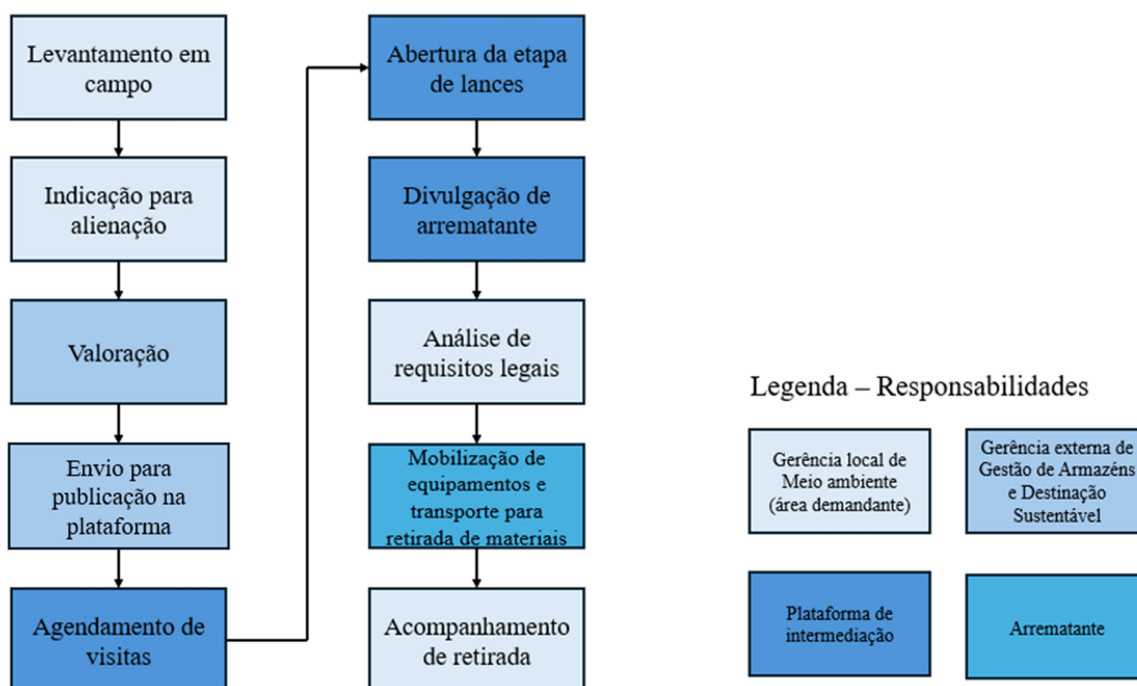 Levantamento em
campo
Indicação para
alienação
Valoração
Envio para
publicação na
plataforma
Agendamento de
visitas
Abertura da etapa
de lances
Divulgação de
arrematante
Análise de
requisitos legais
Mobilização de
equipamentos e
transporte para
retirada de materiais
Acompanhamento
de retirada
Legenda – Responsabilidades
Gerência local de
Meio ambiente
(área demandante)
Gerência externa de
Gestão de Armazéns
e Destinação
Sustentável
Plataforma de
intermediação
Arrematante